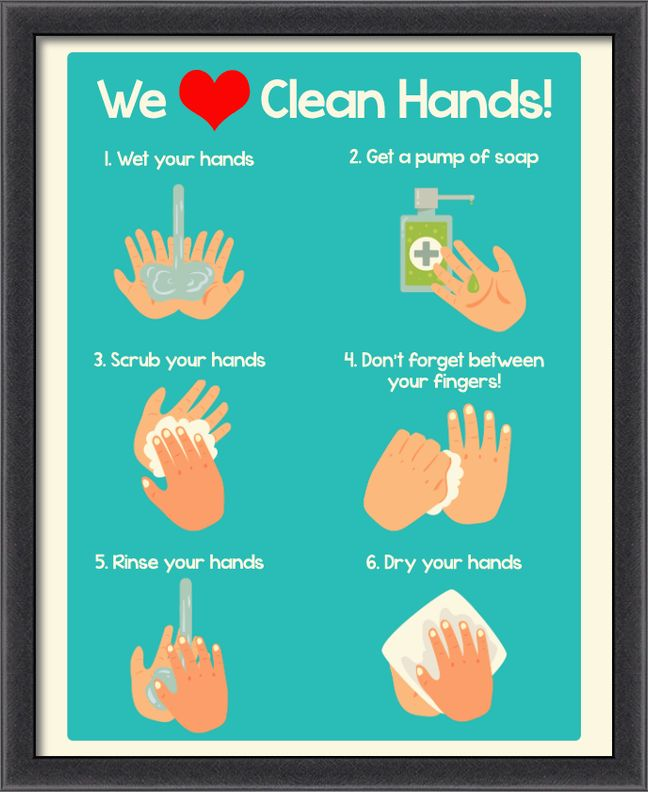 We ❤ Clean Hands!
1. Wet your hands
2. Get a pump of soap
3. Scrub your hands
4. Don't forget between
your fingers!
5. Rinse your hands
6. Dry your hands